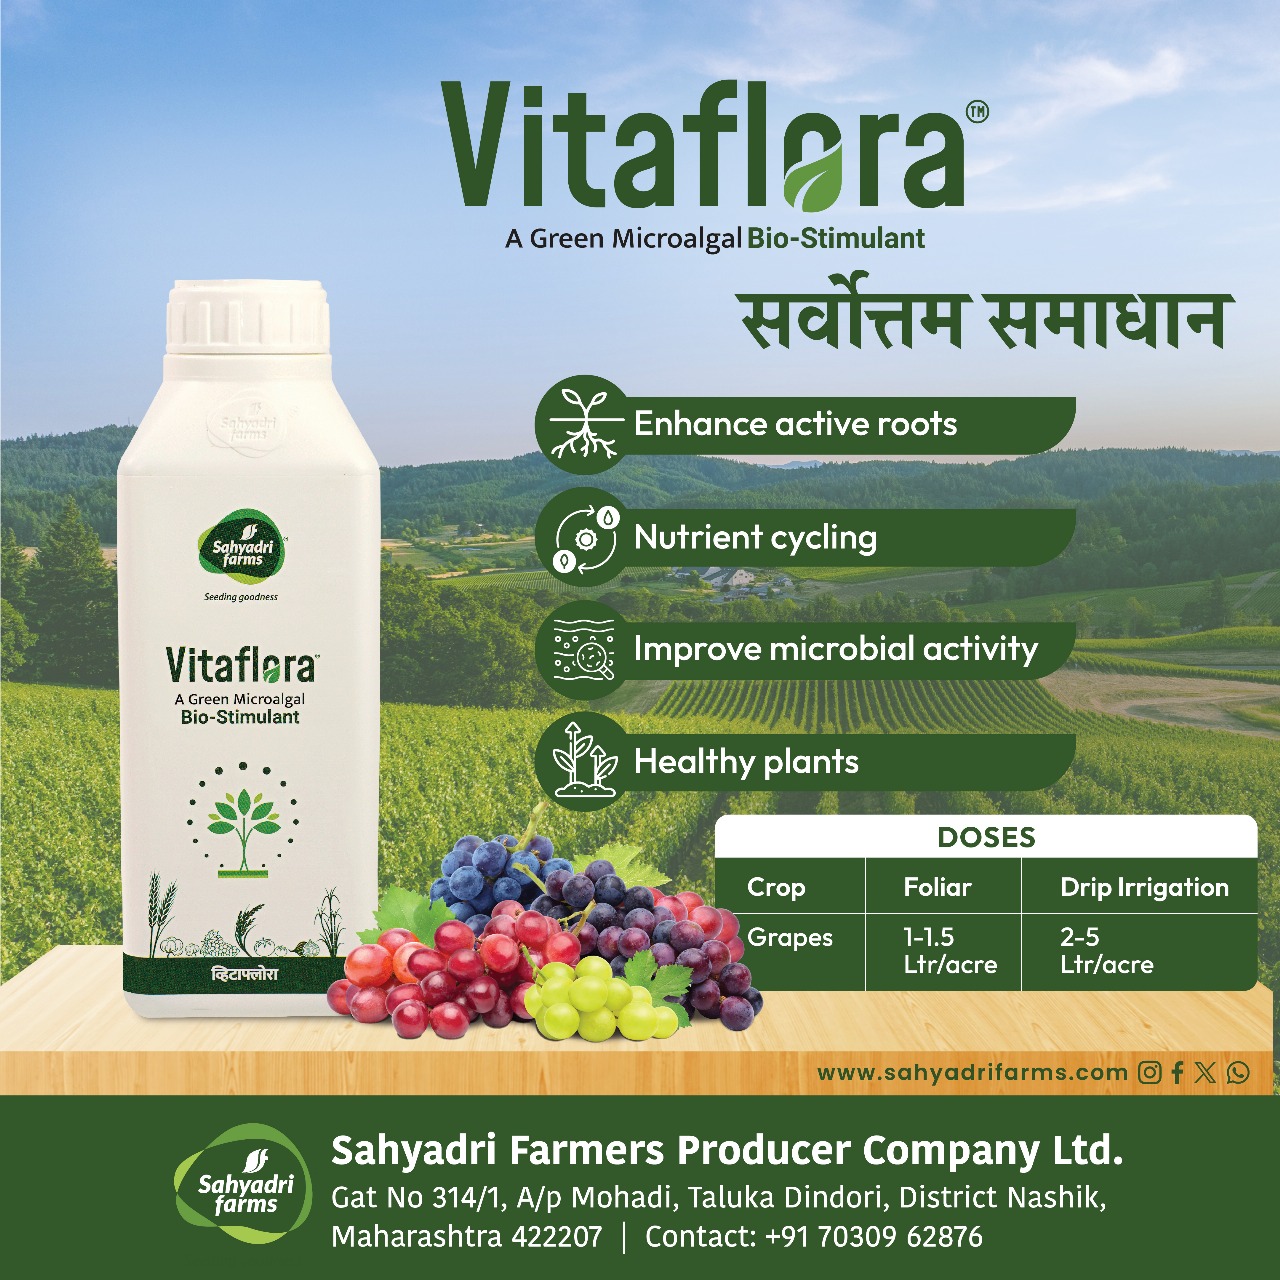 Vitaflora™
A Green Microalgal Bio-Stimulant
सर्वोत्तम समाधान
Enhance active roots
Nutrient cycling
Improve microbial activity
Healthy plants
Sahyadri
farms
Sahyadri
farms
Seeding goodness
Vitaflora
A Green Microalgal
Bio-Stimulant
व्हिटाफ्लोरा
DOSES
Crop Foliar Drip Irrigation
Grapes 1-1.5 2-5
Ltr/acre Ltr/acre
www.sahyadrifarms.com
Sahyadri
farms
Sahyadri Farmers Producer Company Ltd.
Gat No 314/1, A/p Mohadi, Taluka Dindori, District Nashik,
Maharashtra 422207 | Contact: +91 70309 62876